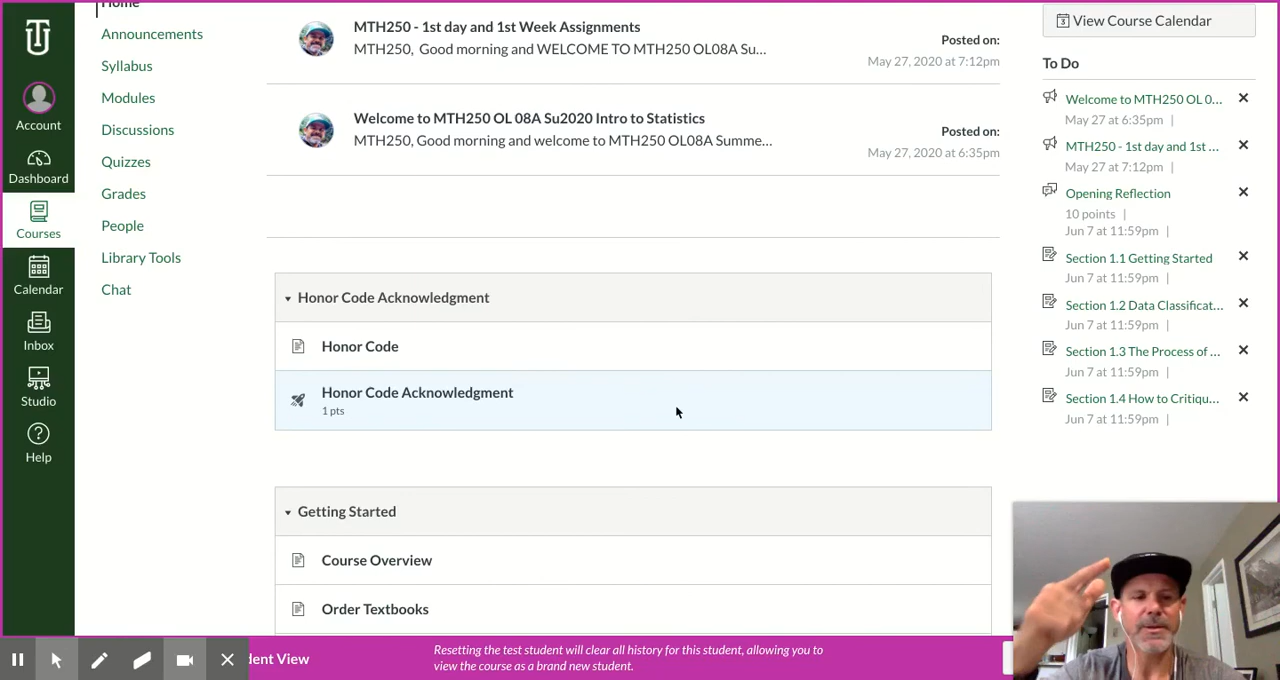 Home
Announcements
Syllabus
Modules
Discussions
Quizzes
Grades
People
Library Tools
Chat
Account
Dashboard
Courses
Calendar
Inbox
Studio
Help
MTH250 - 1st day and 1st Week Assignments
MTH250, Good morning and WELCOME TO MTH250 OL08A Su...
Posted on:
May 27, 2020 at 7:12pm
Welcome to MTH250 OL 08A Su2020 Intro to Statistics
MTH250, Good morning and welcome to MTH250 OL08A Summe...
Posted on:
May 27, 2020 at 6:35pm
Honor Code Acknowledgment
Honor Code
Honor Code Acknowledgment
1 pts
Getting Started
Course Overview
Order Textbooks
View Course Calendar
To Do
Welcome to MTH250 OL 0...
May 27 at 6:35pm |
MTH250 - 1st day and 1st ...
May 27 at 7:12pm |
Opening Reflection
10 points |
Jun 7 at 11:59pm |
Section 1.1 Getting Started
Jun 7 at 11:59pm |
Section 1.2 Data Classificat...
Jun 7 at 11:59pm |
Section 1.3 The Process of ...
Jun 7 at 11:59pm |
Section 1.4 How to Critiqu...
Jun 7 at 11:59pm |
dent View
Resetting the test student will clear all history for this student, allowing you to
view the course as a brand new student.